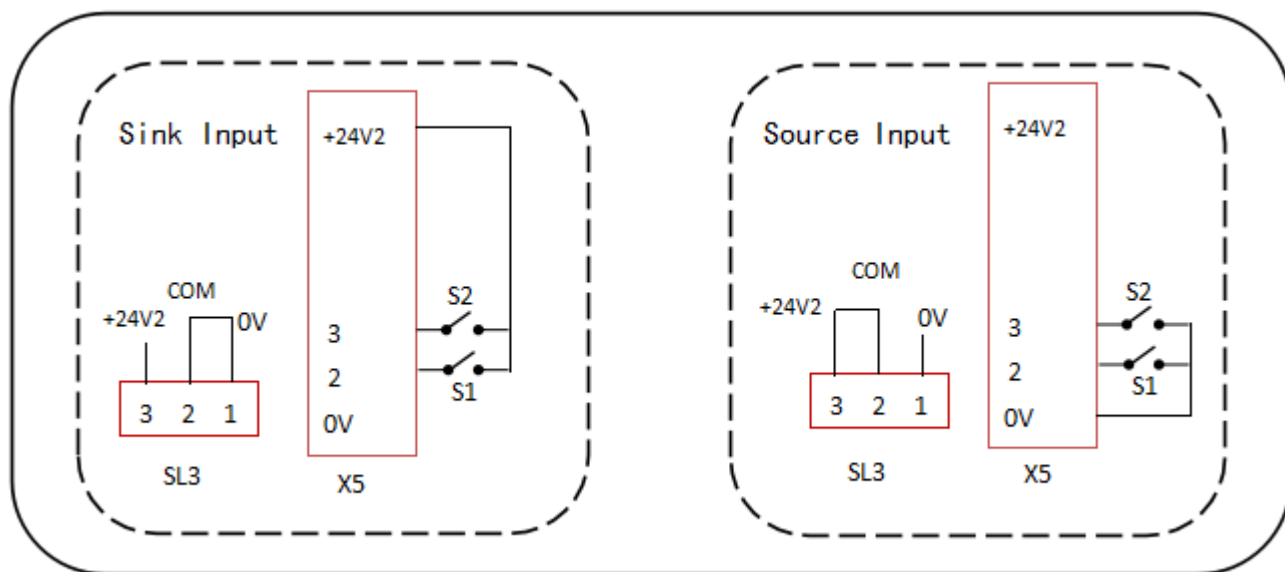 Sink Input
+24V2
COM
+24V2
0V
3
2
1
SL3
3
2
0V
X5
S2
S1
Source Input
+24V2
COM
+24V2
0V
3
2
1
SL3
3
2
0V
X5
S2
S1